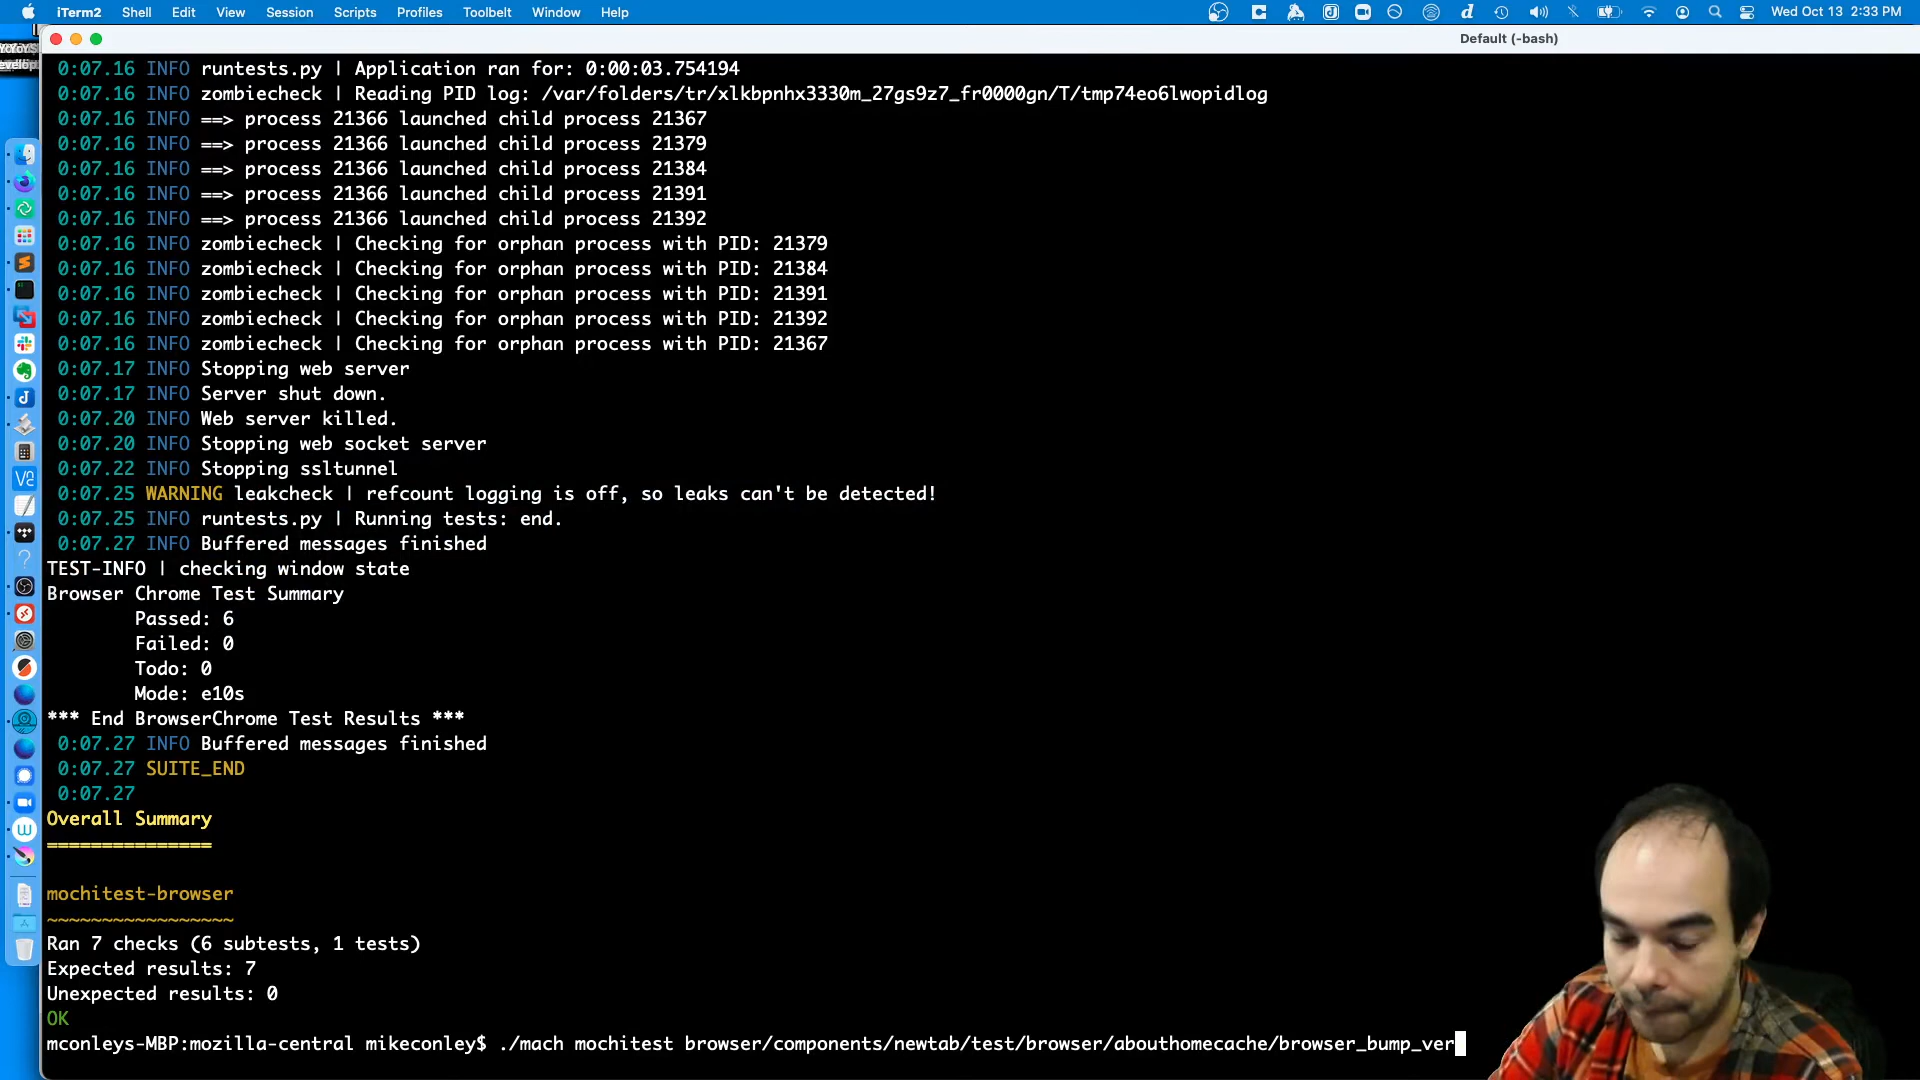 iTerm2 Shell Edit View Session Scripts Profiles Toolbelt Window Help Wed Oct 13 2:33 PM
Default (-bash)
0:07.16 INFO runtests.py | Application ran for: 0:00:03.754194
0:07.16 INFO zombiecheck | Reading PID log: /var/folders/tr/xlkbpnhx3330m_27gs9z7_fr0000gn/T/tmp74eo6lwopidlog
0:07.16 INFO ==> process 21366 launched child process 21367
0:07.16 INFO ==> process 21366 launched child process 21379
0:07.16 INFO ==> process 21366 launched child process 21384
0:07.16 INFO ==> process 21366 launched child process 21391
0:07.16 INFO ==> process 21366 launched child process 21392
0:07.16 INFO zombiecheck | Checking for orphan process with PID: 21379
0:07.16 INFO zombiecheck | Checking for orphan process with PID: 21384
0:07.16 INFO zombiecheck | Checking for orphan process with PID: 21391
0:07.16 INFO zombiecheck | Checking for orphan process with PID: 21392
0:07.16 INFO zombiecheck | Checking for orphan process with PID: 21367
0:07.17 INFO Stopping web server
0:07.17 INFO Server shut down.
0:07.20 INFO Web server killed.
0:07.20 INFO Stopping web socket server
0:07.22 INFO Stopping ssltunnel
0:07.25 WARNING leakcheck | refcount logging is off, so leaks can't be detected!
0:07.25 INFO runtests.py | Running tests: end.
0:07.27 INFO Buffered messages finished
TEST-INFO | checking window state
Browser Chrome Test Summary
Passed: 6
Failed: 0
Todo: 0
Mode: e10s
*** End BrowserChrome Test Results ***
0:07.27 INFO Buffered messages finished
0:07.27 SUITE_END
0:07.27
Overall Summary
===============
mochitest-browser
~~~~~~~~~~~~~~~~~
Ran 7 checks (6 subtests, 1 tests)
Expected results: 7
Unexpected results: 0
OK
mconleys-MBP:mozilla-central mikeconley$ ./mach mochitest browser/components/newtab/test/browser/abouthomecache/browser_bump_ver